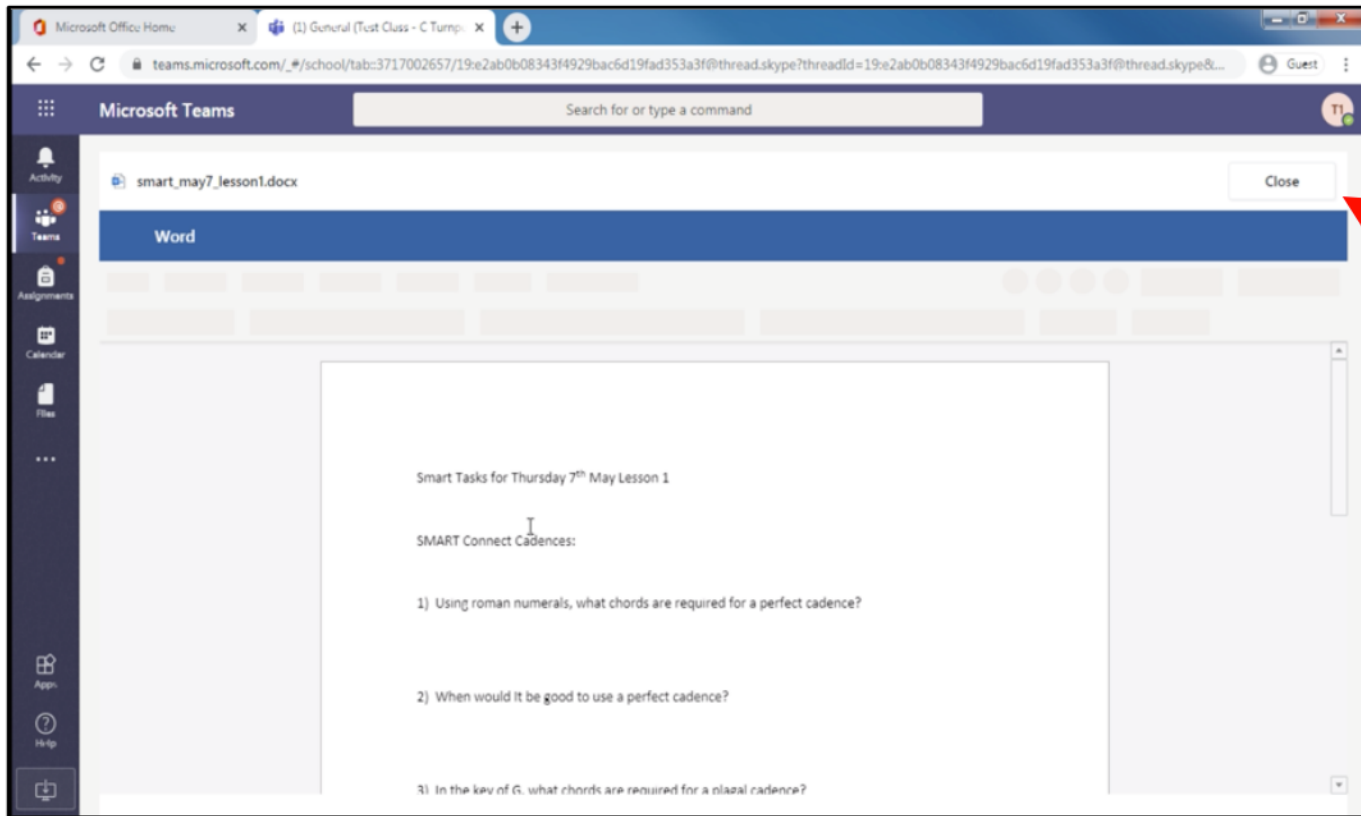 Microsoft Office Home
(1) General (Test Class - C Turnp
teams.microsoft.com/_#/school/tab::3717002657/19:e2ab0b08343f4929bac6d19fad353a3f@thread.skype?threadId=19:e2ab0b08343f4929bac6d19fad353a3f@thread.skype&...
Guest
Microsoft Teams
Search for or type a command
T1
Activity
Teams
Assignments
Calendar
Files
Apps
Help
smart_may7_lesson1.docx
Close
Word
Smart Tasks for Thursday 7th May Lesson 1
SMART Connect Cadences:
1) Using roman numerals, what chords are required for a perfect cadence?
2) When would it be good to use a perfect cadence?
3) In the key of G, what chords are required for a plagal cadence?